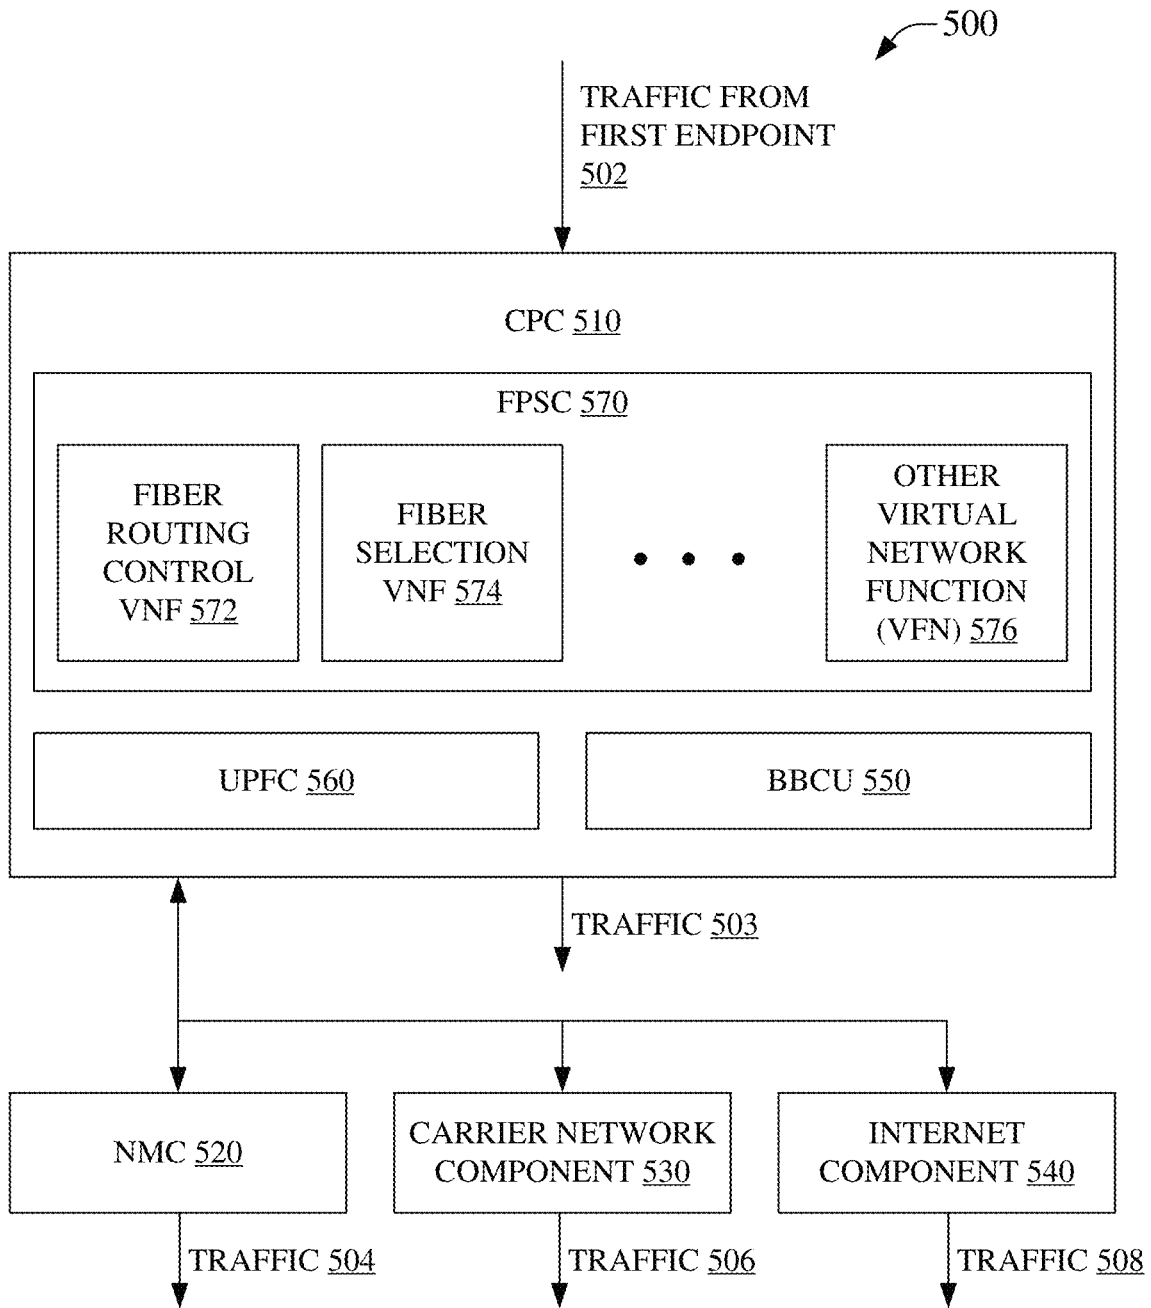 500
TRAFFIC FROM
FIRST ENDPOINT
502
CPC 510
FPSC 570
FIBER
ROUTING
CONTROL
VNF 572
FIBER
SELECTION
VNF 574
OTHER
VIRTUAL
NETWORK
FUNCTION
(VFN) 576
UPFC 560
BBCU 550
TRAFFIC 503
NMC 520
CARRIER NETWORK
COMPONENT 530
INTERNET
COMPONENT 540
TRAFFIC 504
TRAFFIC 506
TRAFFIC 508